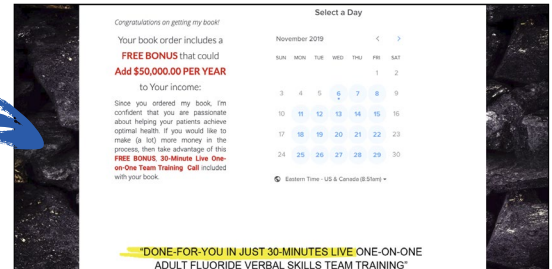 Congratulations on getting my book!
Your book order includes a
FREE BONUS that could
Add $50,000.00 PER YEAR
to Your income:
Since you ordered my book, I'm
confident that you are passionate
about helping your patients achieve
optimal health. If you would like to
make (a lot) more money in the
process, then take advantage of this
FREE BONUS, 30-Minute Live One-
on-One Team Training Call included
with your book.
Select a Day
November 2019 < >
SUN MON TUE WED THU FRI SAT
1 2
3 4 5 6 7 8 9
10 11 12 13 14 15 16
17 18 19 20 21 22 23
24 25 26 27 28 29 30
Eastern Time - US & Canada (8:51am)
"DONE-FOR-YOU IN JUST 30-MINUTES LIVE ONE-ON-ONE
ADULT FLUORIDE VERBAL SKILLS TEAM TRAINING"